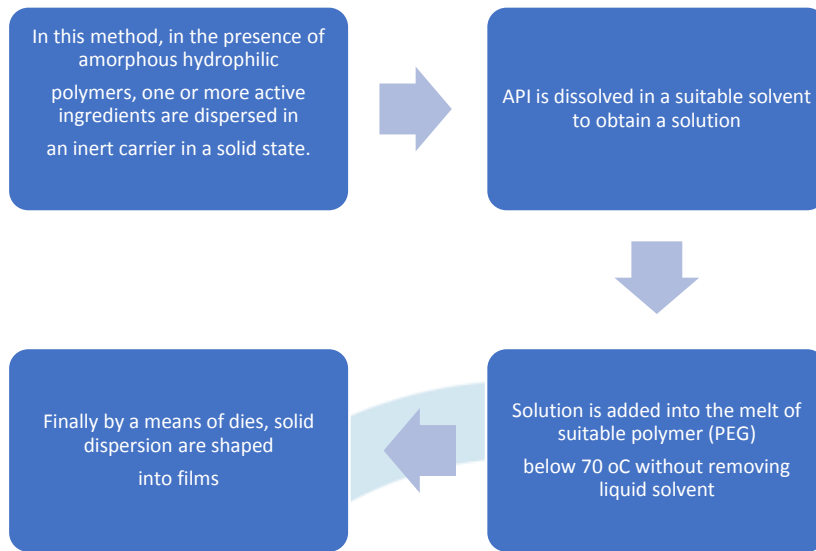 In this method, in the presence of
amorphous hydrophilic
polymers, one or more active
ingredients are dispersed in
an inert carrier in a solid state.
API is dissolved in a suitable solvent
to obtain a solution
Solution is added into the melt of
suitable polymer (PEG)
below 70 oC without removing
liquid solvent
Finally by a means of dies, solid
dispersion are shaped
into films